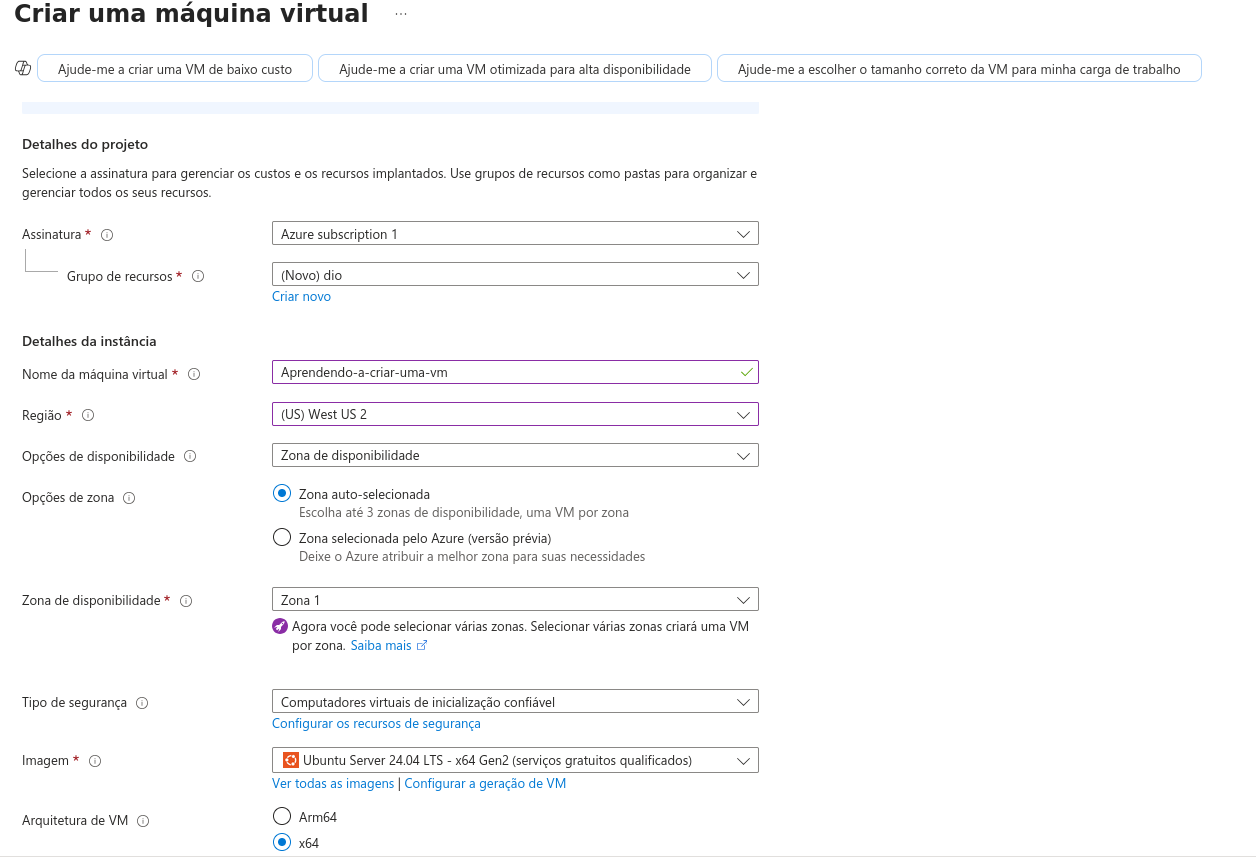 Criar uma máquina virtual ...
Ajude-me a criar uma VM de baixo custo
Ajude-me a criar uma VM otimizada para alta disponibilidade
Ajude-me a escolher o tamanho correto da VM para minha carga de trabalho
Detalhes do projeto
Selecione a assinatura para gerenciar os custos e os recursos implantados. Use grupos de recursos como pastas para organizar e
gerenciar todos os seus recursos.
Assinatura *
Azure subscription 1
Grupo de recursos *
(Novo) dio
Criar novo
Detalhes da instância
Nome da máquina virtual *
Aprendendo-a-criar-uma-vm
Região *
(US) West US 2
Opções de disponibilidade
Zona de disponibilidade
Opções de zona
Zona auto-selecionada
Escolha até 3 zonas de disponibilidade, uma VM por zona
Zona selecionada pelo Azure (versão prévia)
Deixe o Azure atribuir a melhor zona para suas necessidades
Zona de disponibilidade *
Zona 1
Agora você pode selecionar várias zonas. Selecionar várias zonas criará uma VM
por zona. Saiba mais
Tipo de segurança
Computadores virtuais de inicialização confiável
Configurar os recursos de segurança
Imagem *
Ubuntu Server 24.04 LTS - x64 Gen2 (serviços gratuitos qualificados)
Ver todas as imagens | Configurar a geração de VM
Arquitetura de VM
Arm64
x64